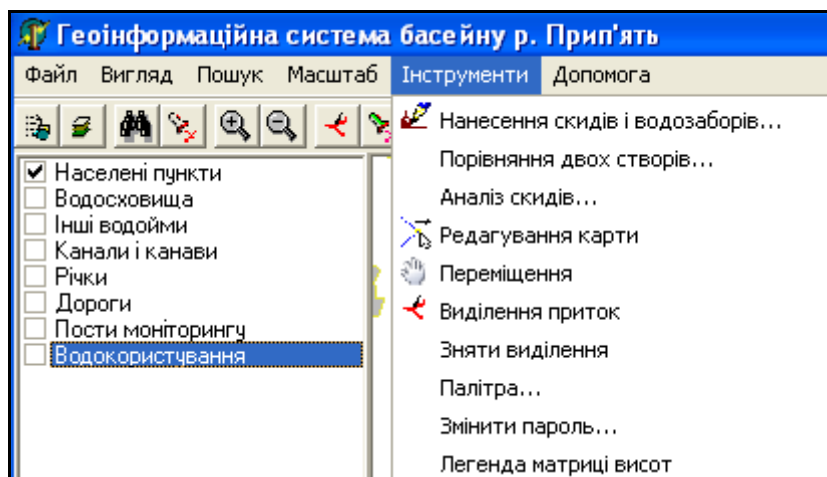 Геоінформаційна система басейну р. Прип'ять
Файл Вигляд Пошук Масштаб Інструменти Допомога
Населені пункти
Водосховища
Інші водойми
Канали і канави
Річки
Дороги
Пости моніторингу
Водокористування
Нанесення скидів і водозаборів...
Порівняння двох створів...
Аналіз скидів...
Редагування карти
Переміщення
Виділення приток
Зняти виділення
Палітра...
Змінити пароль...
Легенда матриці висот